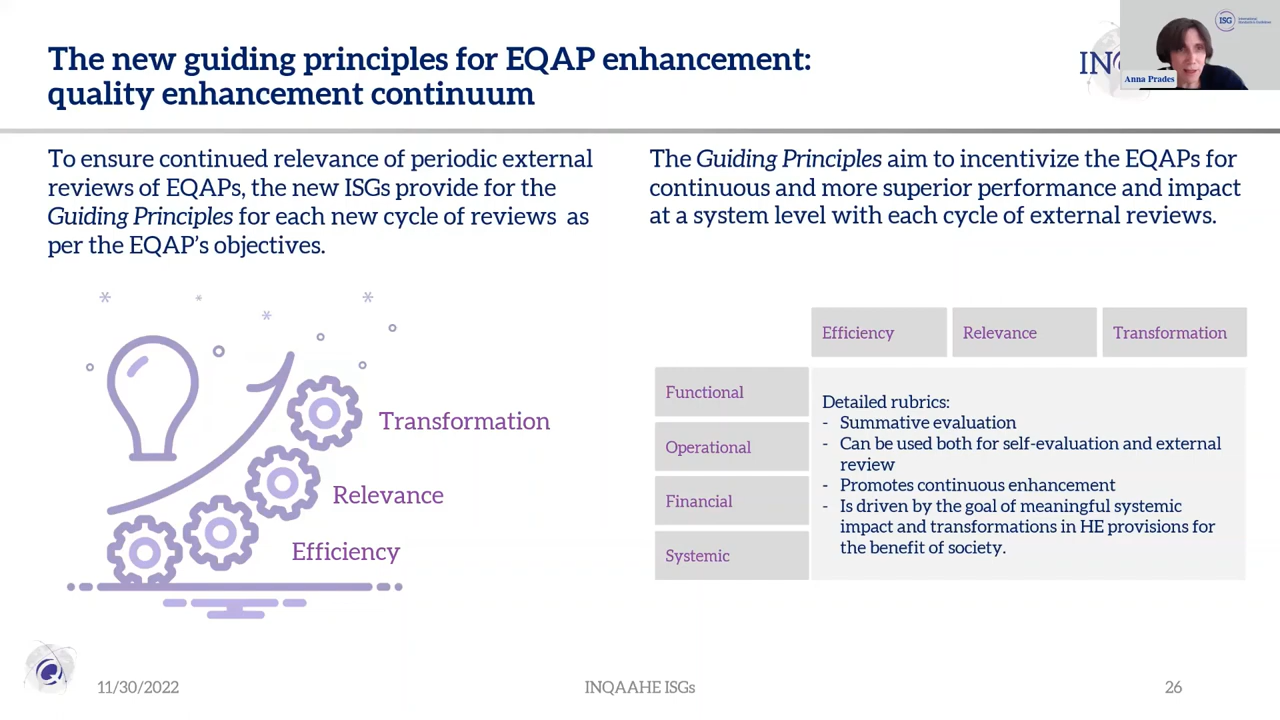 The new guiding principles for EQAP enhancement:
quality enhancement continuum
ISG
Anna Prades
To ensure continued relevance of periodic external
reviews of EQAPs, the new ISGs provide for the
Guiding Principles for each new cycle of reviews as
per the EQAP's objectives.
Transformation
Relevance
Efficiency
The Guiding Principles aim to incentivize the EQAPs for
continuous and more superior performance and impact
at a system level with each cycle of external reviews.
Efficiency
Relevance
Transformation
Functional
Operational
Financial
Systemic
Detailed rubrics:
- Summative evaluation
- Can be used both for self-evaluation and external
review
- Promotes continuous enhancement
- Is driven by the goal of meaningful systemic
impact and transformations in HE provisions for
the benefit of society.
11/30/2022
INQAAHE ISGs
26